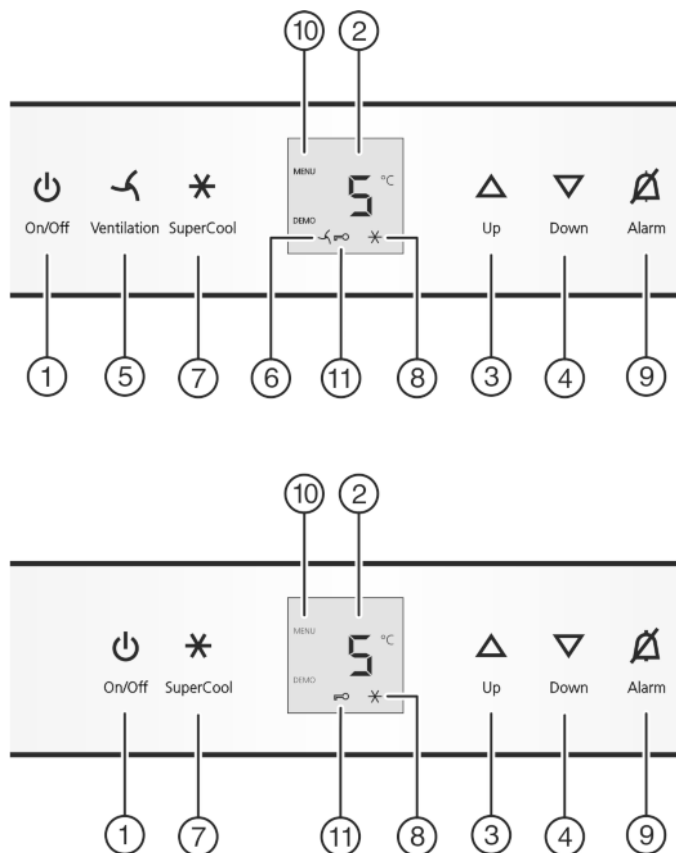 10 2
MENU
5 °C
DEMO
On/Off Ventilation SuperCool Up Down Alarm
1 5 7 6 11 8 3 4 9
10 2
MENU
5 °C
DEMO
On/Off SuperCool Up Down Alarm
1 7 11 8 3 4 9